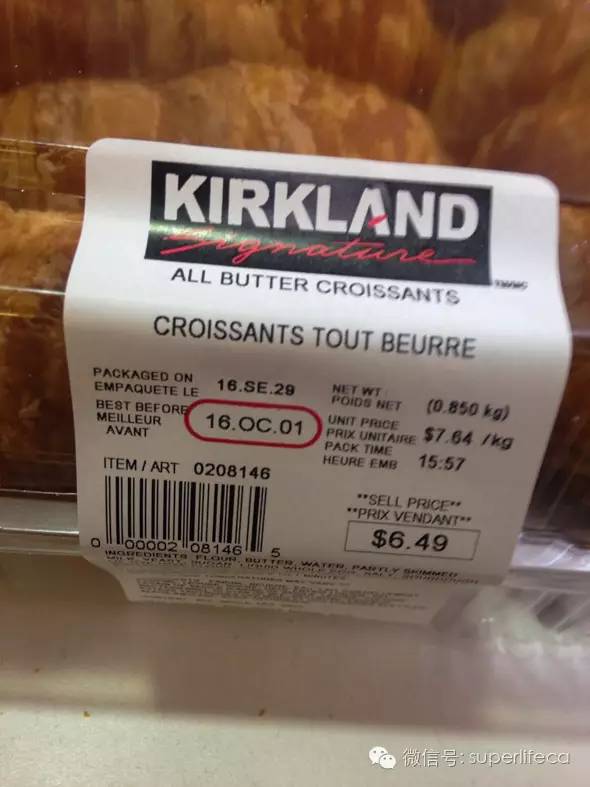 KIRKLAND
Signature
ALL BUTTER CROISSANTS
CROISSANTS TOUT BEURRE
PACKAGED ON
EMPAQUETE LE 16.SE.29
BEST BEFORE
MEILLEUR
AVANT 16.OC.01
NET WT
POIDS NET (0.850 kg)
UNIT PRICE
PRIX UNITAIRE $7.64 /kg
PACK TIME
HEURE EMB 15:57
ITEM / ART 0208146
0 00002 08146 5
**SELL PRICE**
**PRIX VENDANT**
$6.49
INGREDIENTS FLOUR, BUTTER, WATER, PARTLY SKIMMED
微信号: superlifeca